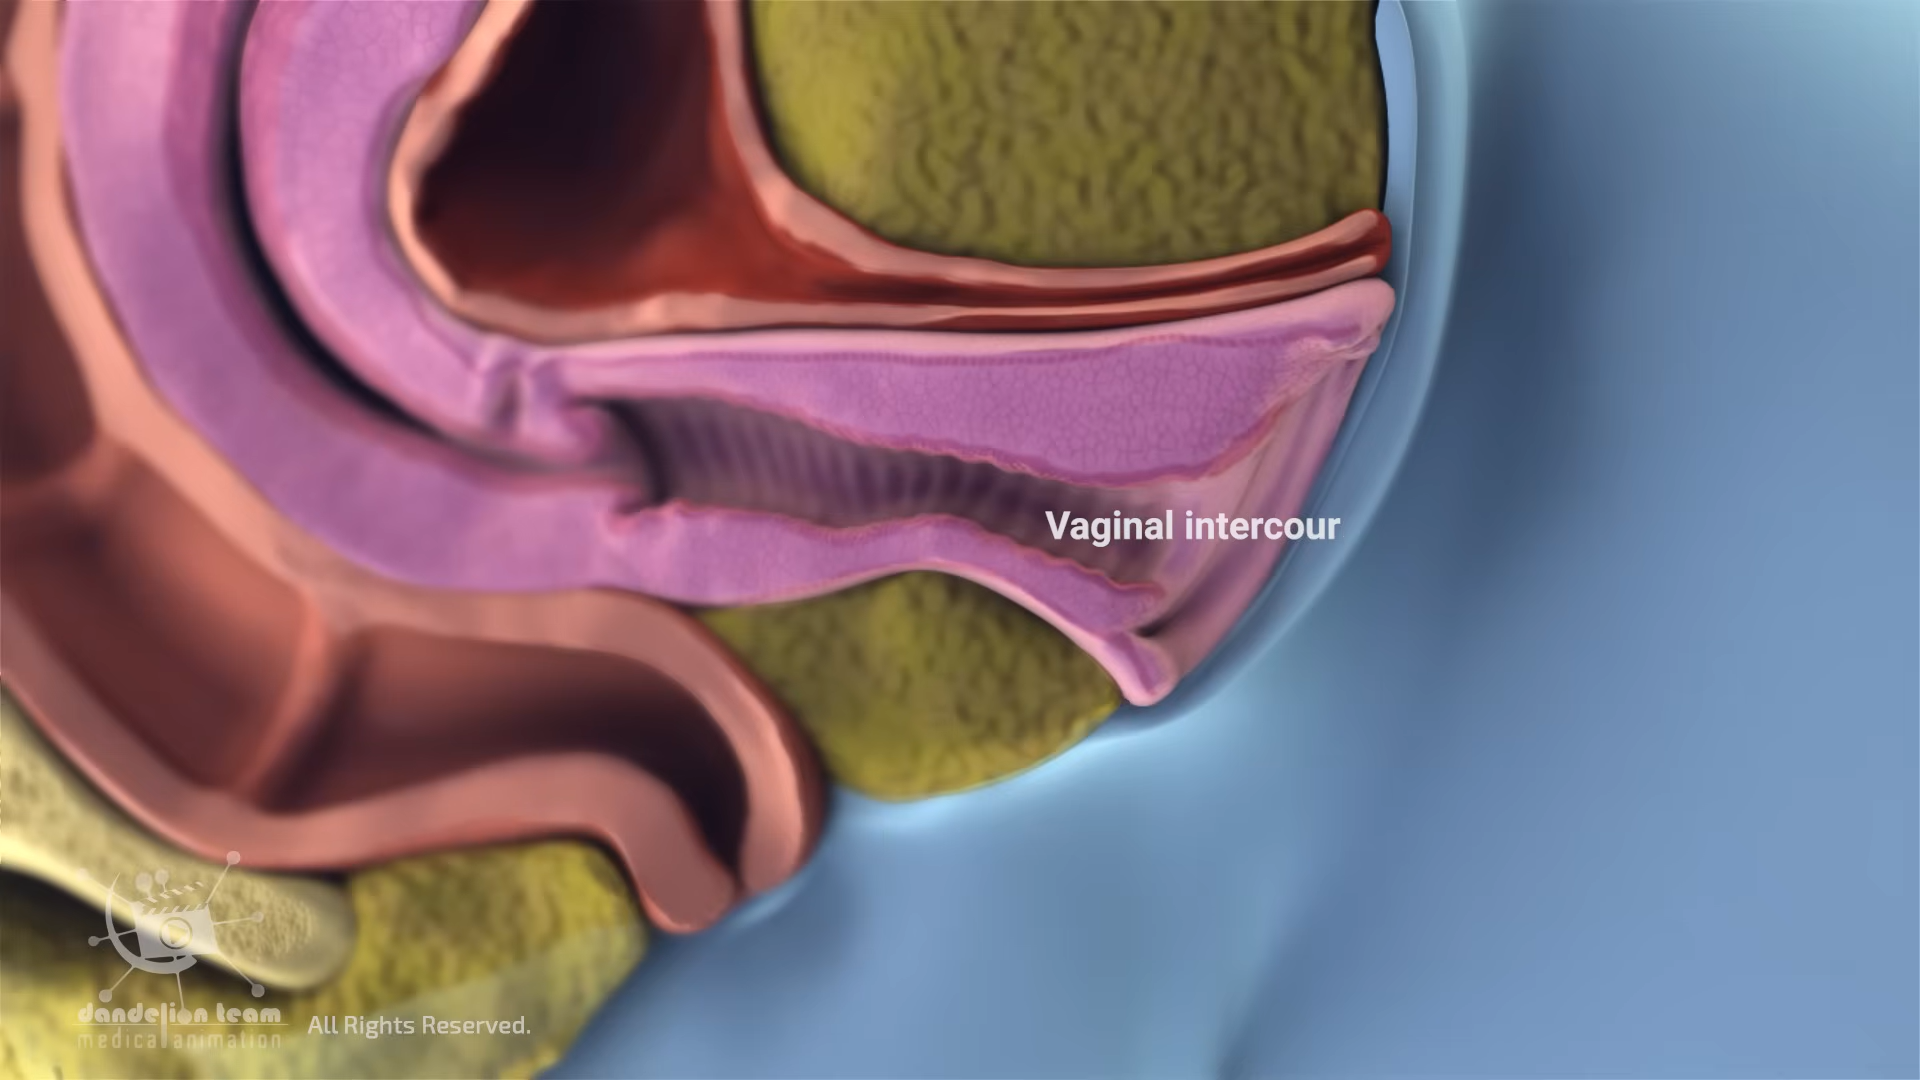 Vaginal intercour
dandelion team
medical animation
All Rights Reserved.